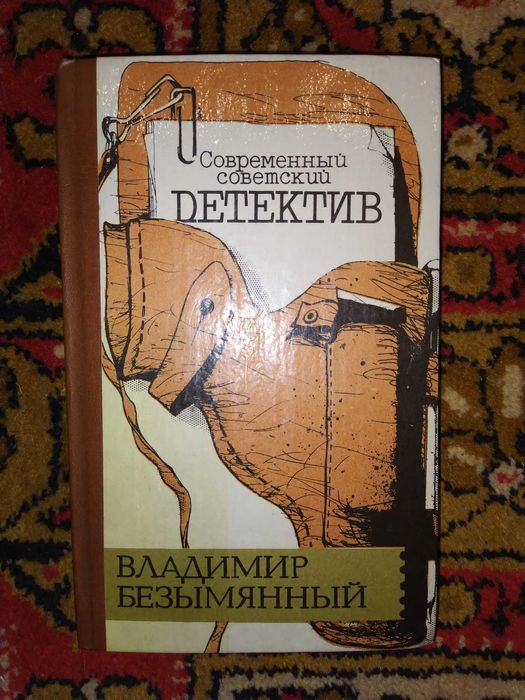 Современный
советский
DЕТЕКТИВ
ВЛАДИМИР
БЕЗЫМЯННЫЙ